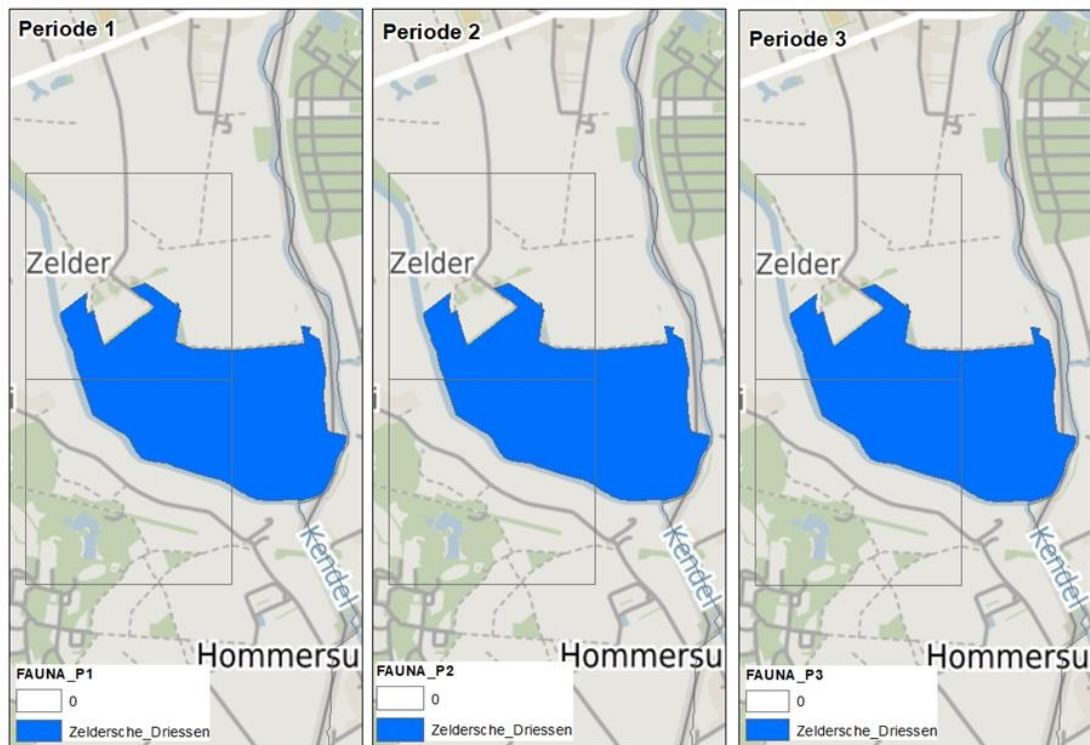 Periode 1
Zelder
i
Kendel
Hommersu
FAUNA_P1
0
Zeldersche_Driessen
Periode 2
Zelder
i
Kendel
Hommersu
FAUNA_P2
0
Zeldersche_Driessen
Periode 3
Zelder
i
Kendel
Hommersu
FAUNA_P3
0
Zeldersche_Driessen